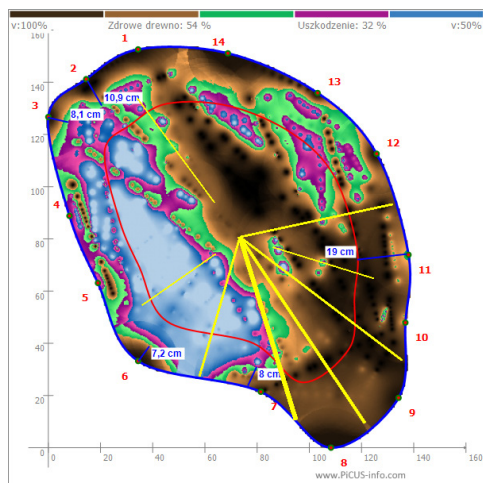 v:100% Zdrowe drewno: 54 % Uszkodzenie: 32 % v:50%
160
1
14
140
2
13
10,9 cm
3
8,1 cm
120
12
100
4
80
19 cm
11
5
60
10
40
7,2 cm
6
8 cm
7
9
20
0
8
0 20 40 60 80 100 120 140 160
www.PiCUS-info.com